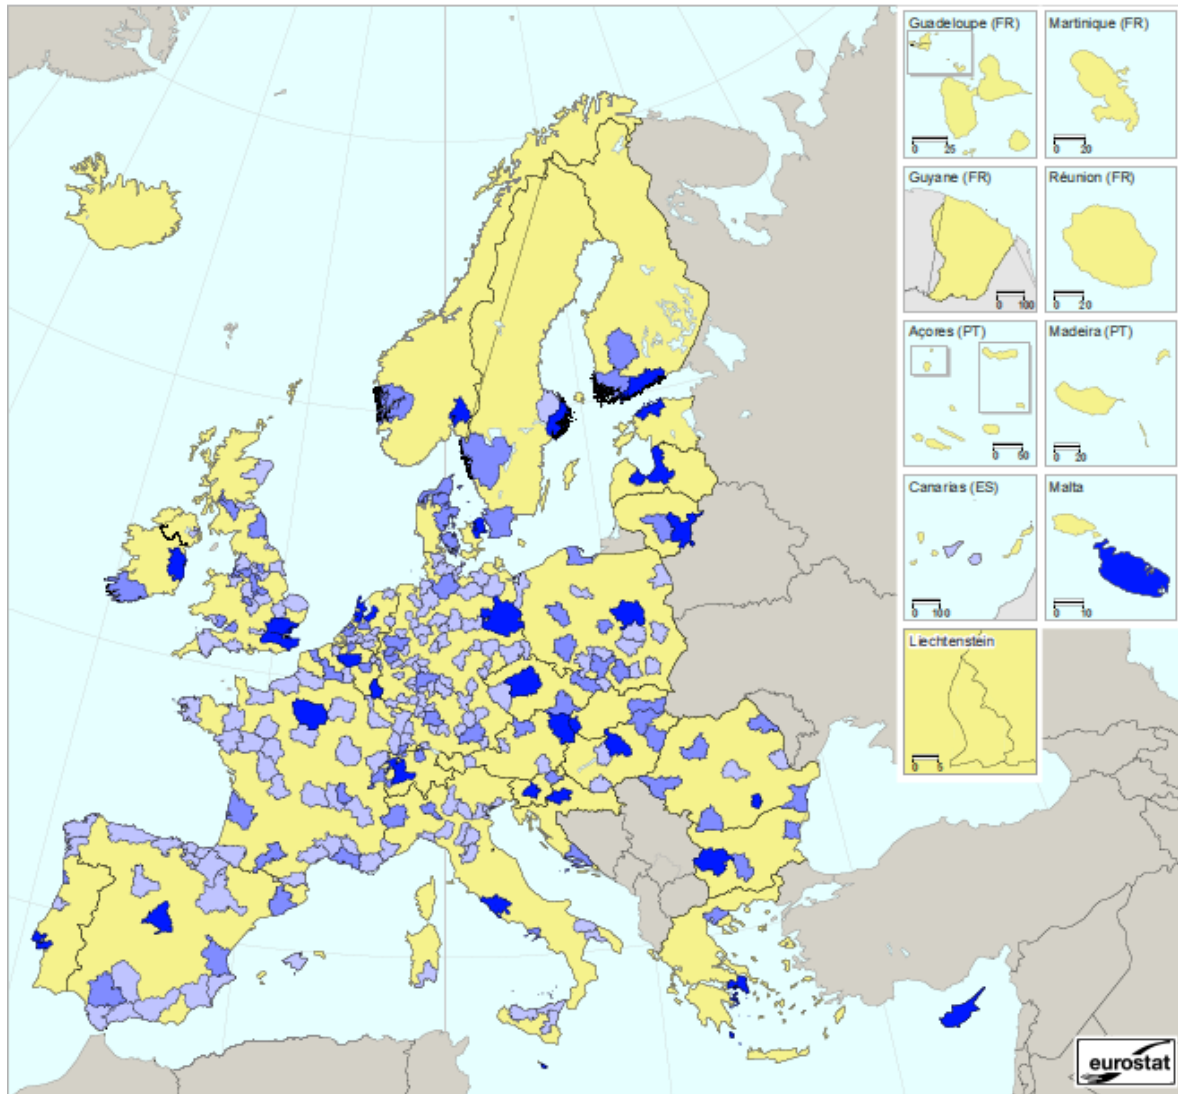 Guadeloupe (FR)
Martinique (FR)
0 25
0 20
Guyane (FR)
Réunion (FR)
0 100
0 20
Açores (PT)
Madeira (PT)
0 50
0 20
Canarias (ES)
Malta
0 100
0 10
Liechtenstein
0 5
eurostat